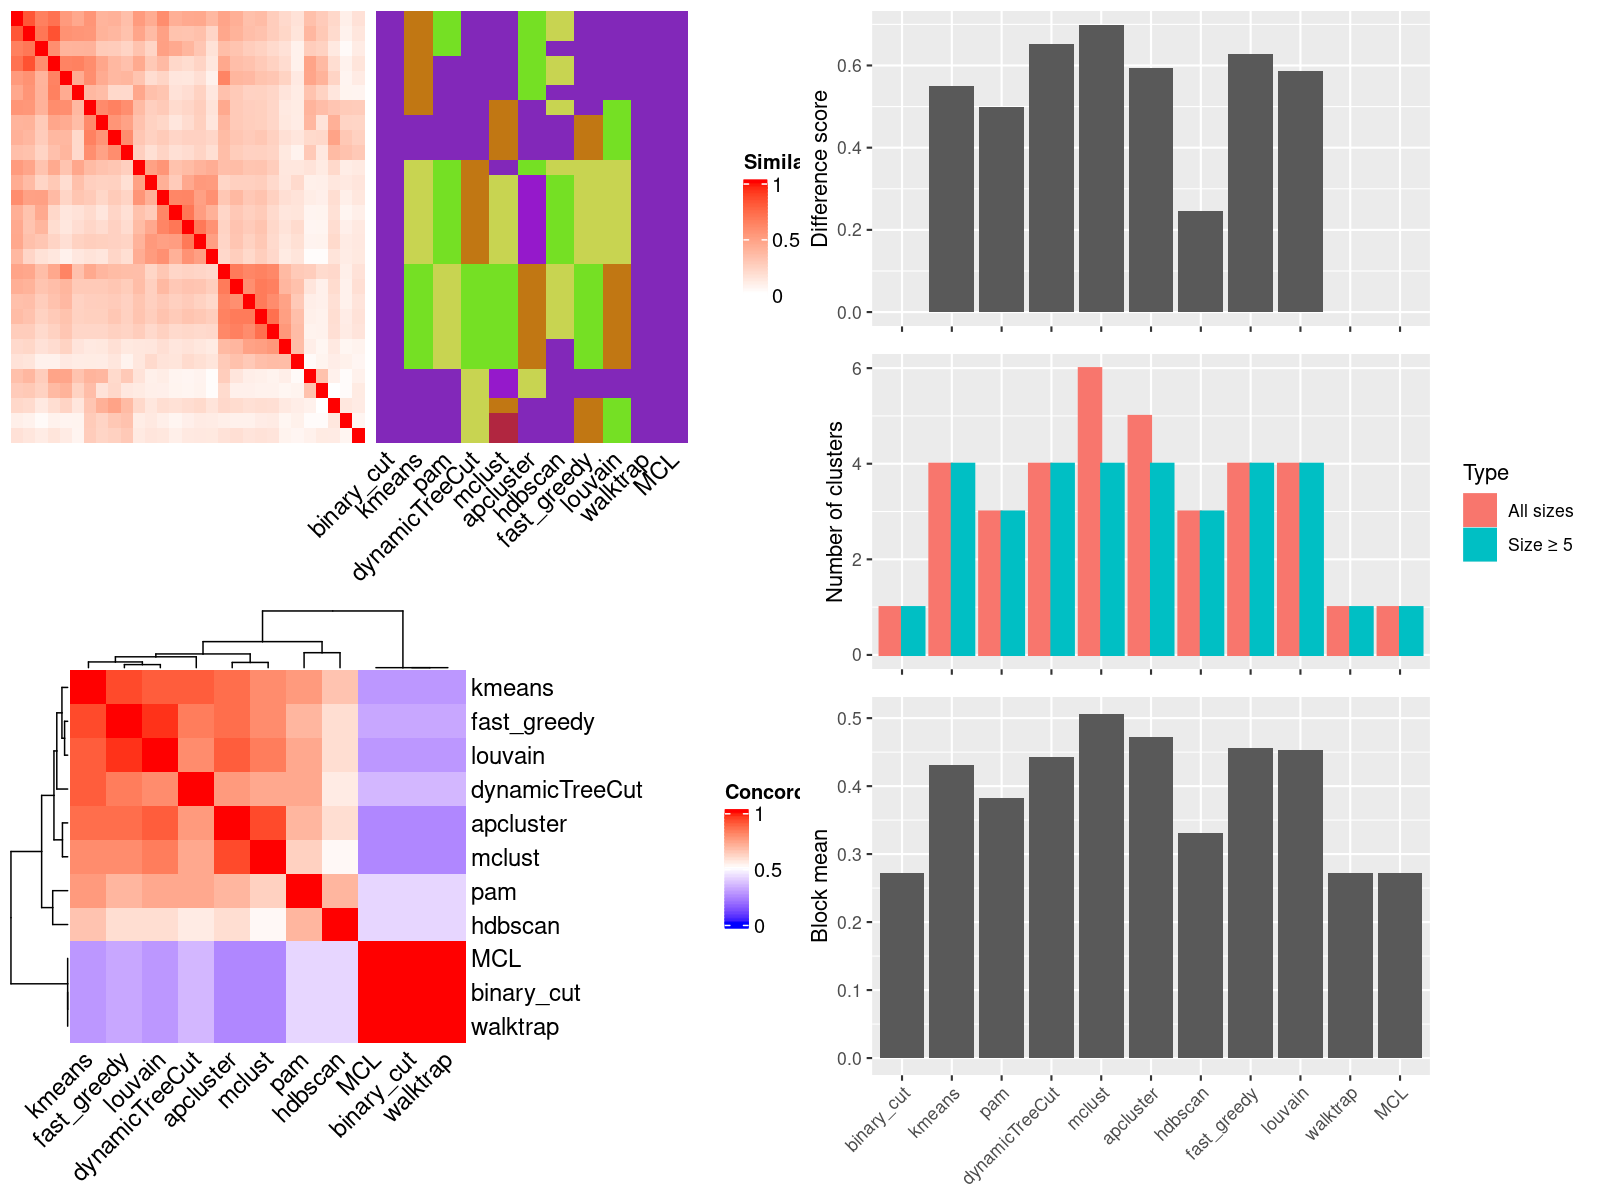 Simila
1
0.5
0
binary_cut
kmeans
pam
dynamicTreeCut
mclust
apcluster
hdbscan
fast_greedy
louvain
walktrap
MCL
kmeans
fast_greedy
louvain
dynamicTreeCut
apcluster
mclust
pam
hdbscan
MCL
binary_cut
walktrap
kmeans
fast_greedy
louvain
dynamicTreeCut
apcluster
mclust
pam
hdbscan
MCL
binary_cut
walktrap
Concord
1
0.5
0
Difference score
0.6
0.4
0.2
0.0
Number of clusters
6
4
2
0
Type
All sizes
Size ≥ 5
Block mean
0.5
0.4
0.3
0.2
0.1
0.0
binary_cut
kmeans
pam
dynamicTreeCut
mclust
apcluster
hdbscan
fast_greedy
louvain
walktrap
MCL